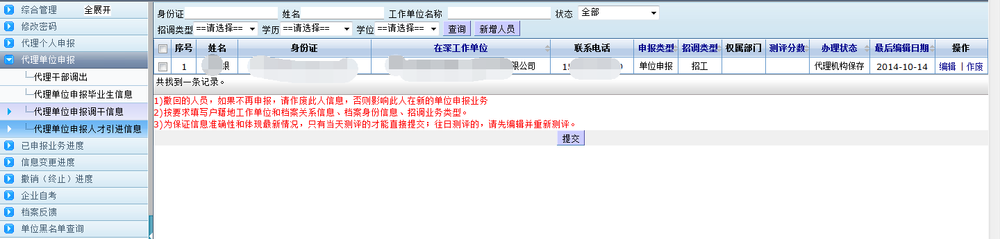 综合管理 全展开
修改密码
代理个人申报
代理单位申报
代理干部调出
代理单位申报毕业生信息
代理单位申报调干信息
代理单位申报人才引进信息
已申报业务进度
信息变更进度
撤销（终止）进度
企业自考
档案反馈
单位黑名单查询
身份证 姓名 工作单位名称 状态 全部
招调类型 ==请选择== 学历 ==请选择== 学位 ==请选择== 查询 新增人员
序号 姓名 身份证 在深工作单位 联系电话 申报类型 招调类型 权属部门 测评分数 办理状态 最后编辑日期 操作
1 银 限公司 15 0 单位申报 招工 代理机构保存 2014-10-14 编辑 | 作废
共找到一条记录。
1)撤回的人员，如果不再申报，请作废此人信息，否则影响此人在新的单位申报业务
2)按要求填写户籍地工作单位和档案关系信息、档案身份信息、招调业务类型。
3)为保证信息准确性和体现最新情况，只有当天测评的才能直接提交；往日测评的，请先编辑并重新测评。
提交